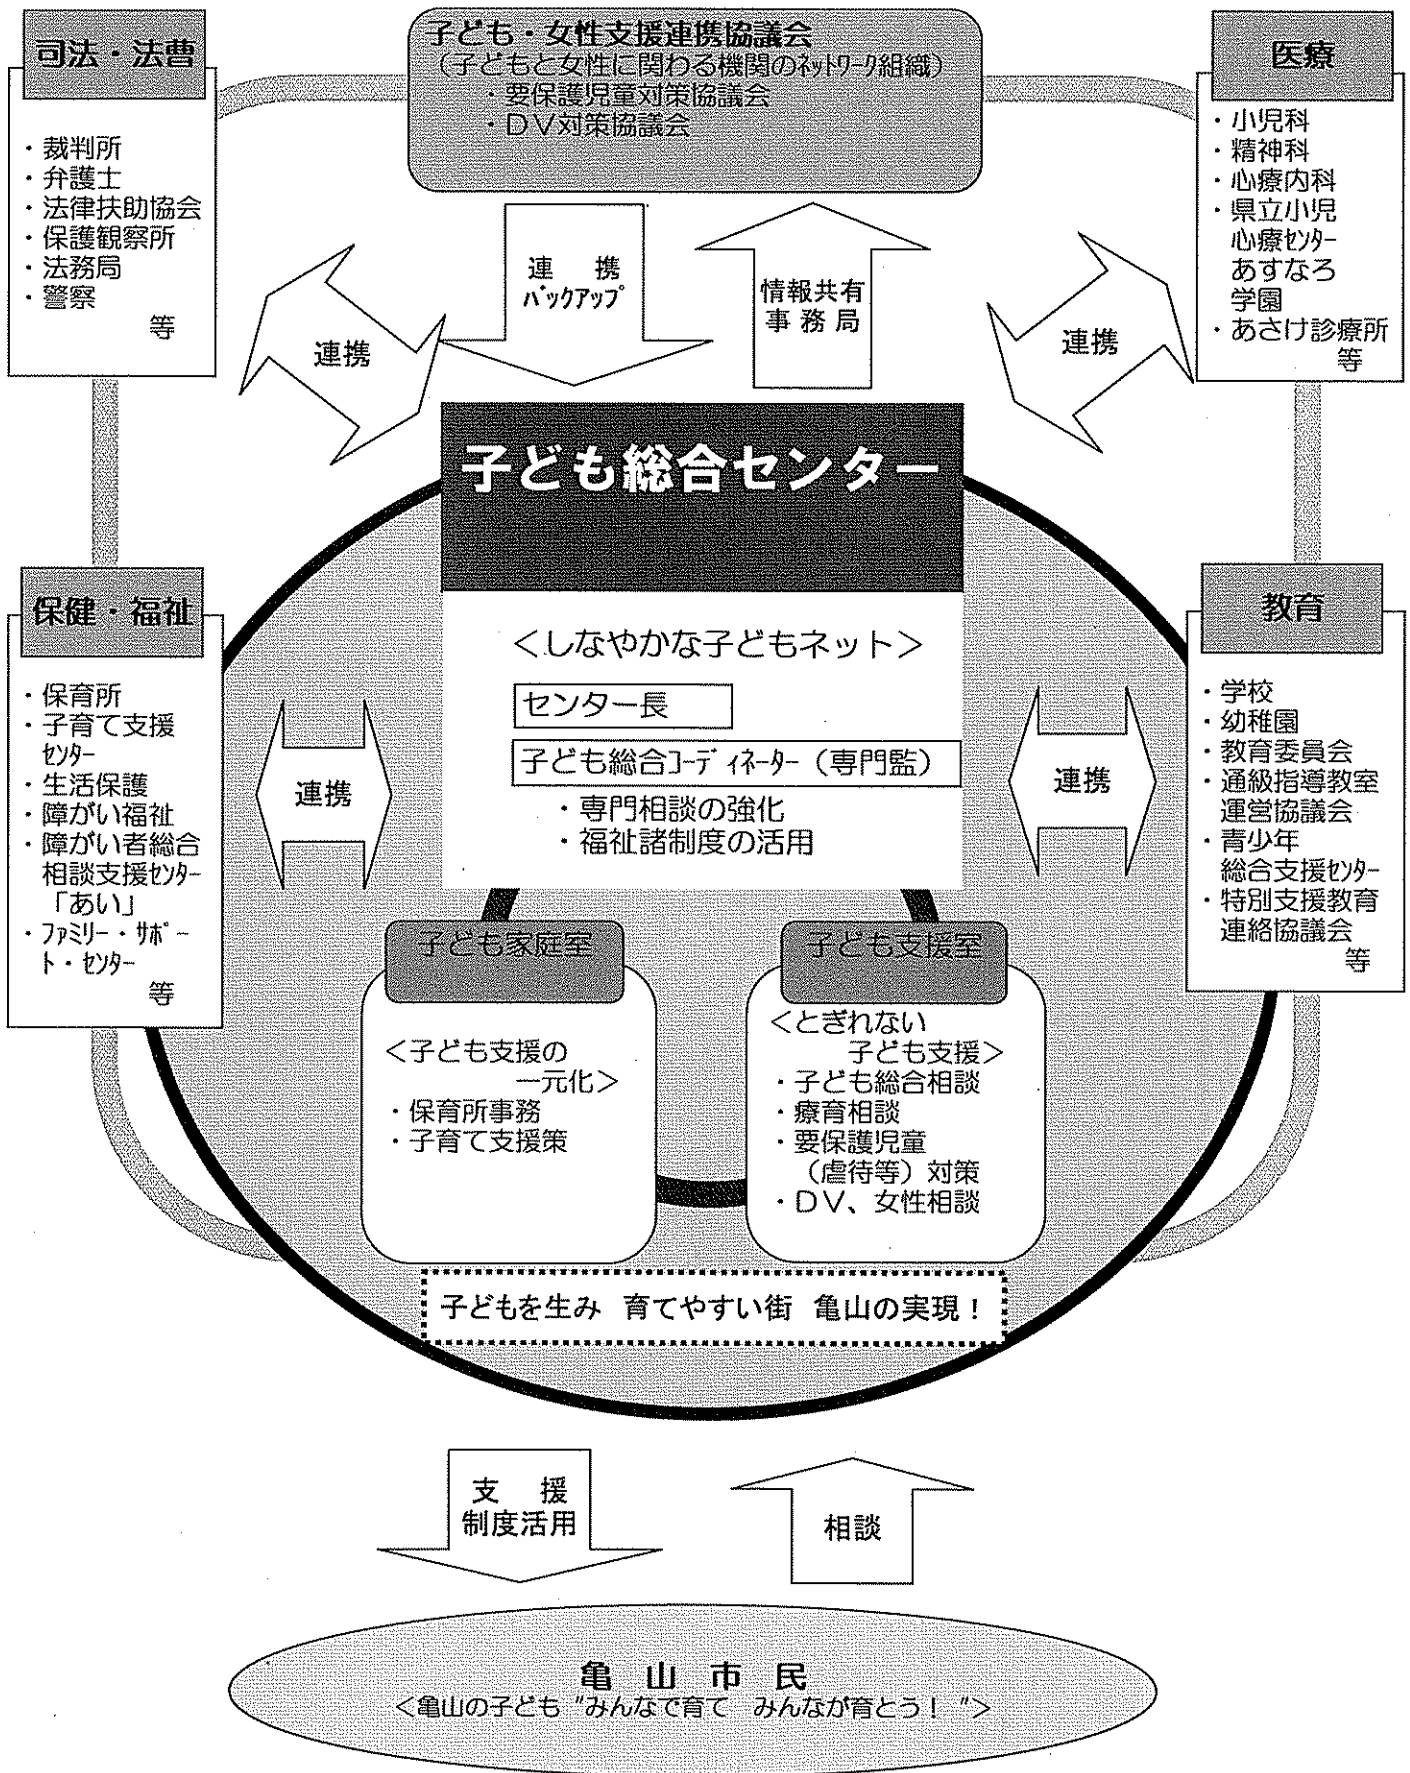 子ども・女性支援連携協議会
（子どもと女性に関わる機関のﾈｯﾄﾜｰｸ組織）
・要保護児童対策協議会
・ＤＶ対策協議会
司法・法曹
・裁判所
・弁護士
・法律扶助協会
・保護観察所
・法務局
・警察
等
医療
・小児科
・精神科
・心療内科
・県立小児
心療ｾﾝﾀｰ
あすなろ
学園
・あさけ診療所
等
連携
連　携
ﾊﾞｯｸｱｯﾌﾟ
情報共有
事務局
連携
子ども総合センター
＜しなやかな子どもネット＞
センター長
子ども総合ｺｰﾃﾞｨﾈｰﾀｰ（専門監）
・専門相談の強化
・福祉諸制度の活用
保健・福祉
・保育所
・子育て支援
ｾﾝﾀｰ
・生活保護
・障がい福祉
・障がい者総合
相談支援ｾﾝﾀｰ
「あい」
・ﾌｧﾐﾘｰ・ｻﾎﾟｰ
ﾄ・ｾﾝﾀｰ
等
連携
連携
教育
・学校
・幼稚園
・教育委員会
・通級指導教室
運営協議会
・青少年
総合支援ｾﾝﾀｰ
・特別支援教育
連絡協議会
等
子ども家庭室
＜子ども支援の
一元化＞
・保育所事務
・子育て支援策
子ども支援室
＜とぎれない
子ども支援＞
・子ども総合相談
・療育相談
・要保護児童
（虐待等）対策
・ＤＶ、女性相談
子どもを生み　育てやすい街　亀山の実現！
支　援
制度活用
相談
亀　山　市　民
＜亀山の子ども“みんなで育て　みんなが育とう！”＞